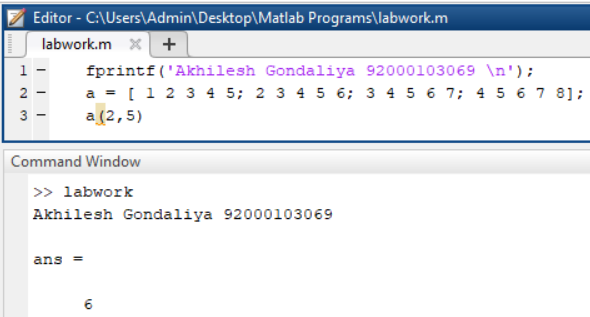 Editor - C:\Users\Admin\Desktop\Matlab Programs\labwork.m
labwork.m × +
1 - fprintf('Akhilesh Gondaliya 92000103069 \n');
2 - a = [ 1 2 3 4 5; 2 3 4 5 6; 3 4 5 6 7; 4 5 6 7 8];
3 - a(2,5)
Command Window
>> labwork
Akhilesh Gondaliya 92000103069
ans =
6